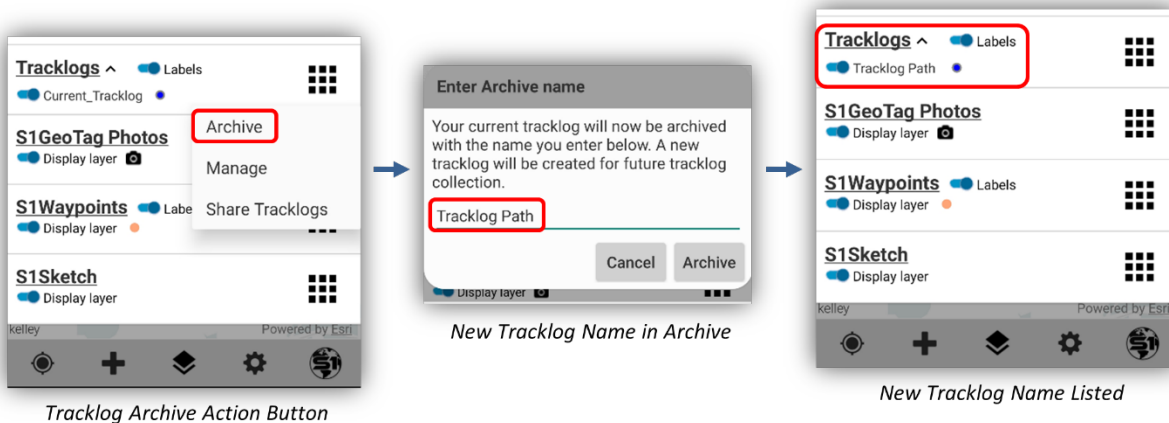 Tracklogs
Labels
Current_Tracklog
S1GeoTag Photos
Display layer
S1Waypoints
Labe
Display layer
S1Sketch
Display layer
kelley
Powered by Esri
S1
Archive
Manage
Share Tracklogs
Tracklog Archive Action Button
Enter Archive name
Your current tracklog will now be archived
with the name you enter below. A new
tracklog will be created for future tracklog
collection.
Tracklog Path
Cancel
Archive
Display layer
New Tracklog Name in Archive
Tracklogs
Labels
Tracklog Path
S1GeoTag Photos
Display layer
S1Waypoints
Labels
Display layer
S1Sketch
Display layer
kelley
Powered by Esri
S1
New Tracklog Name Listed